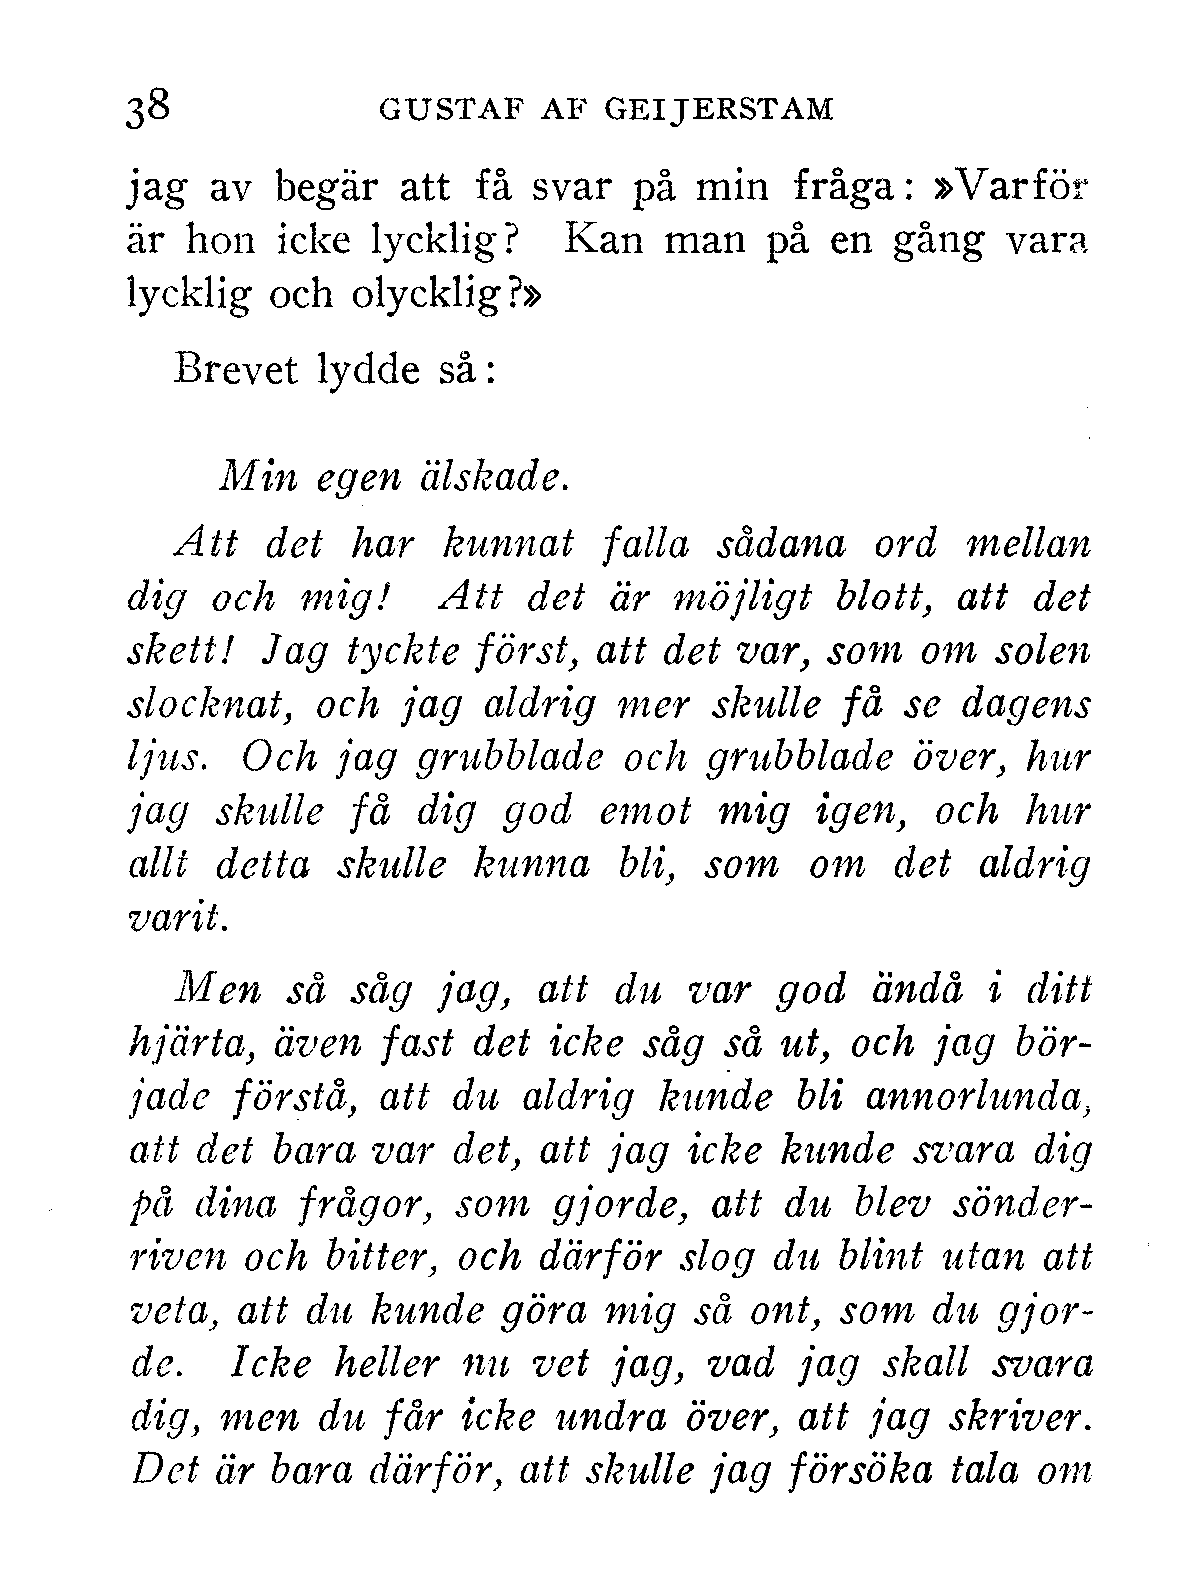 38 GUSTAF AF GEIJERSTAM
jag av begär att få svar på min fråga: »Varför
är hon icke lycklig? Kan man på en gång vara
lycklig och olycklig?»
Brevet lydde så:
Min egen älskade.
Att det har kunnat falla sådana ord mellan
dig och mig! Att det är möjligt blott, att det
skett! Jag tyckte först, att det var, som om solen
slocknat, och jag aldrig mer skulle få se dagens
ljus. Och jag grubblade och grubblade över, hur
jag skulle få dig god emot mig igen, och hur
allt detta skulle kunna bli, som om det aldrig
varit.
Men så såg jag, att du var god ändå i ditt
hjärta, även fast det icke såg så ut, och jag bör-
jade förstå, att du aldrig kunde bli annorlunda,
att det bara var det, att jag icke kunde svara dig
på dina frågor, som gjorde, att du blev sönder-
riven och bitter, och därför slog du blint utan att
veta, att du kunde göra mig så ont, som du gjor-
de. Icke heller nu vet jag, vad jag skall svara
dig, men du får icke undra över, att jag skriver.
Det är bara därför, att skulle jag försöka tala om